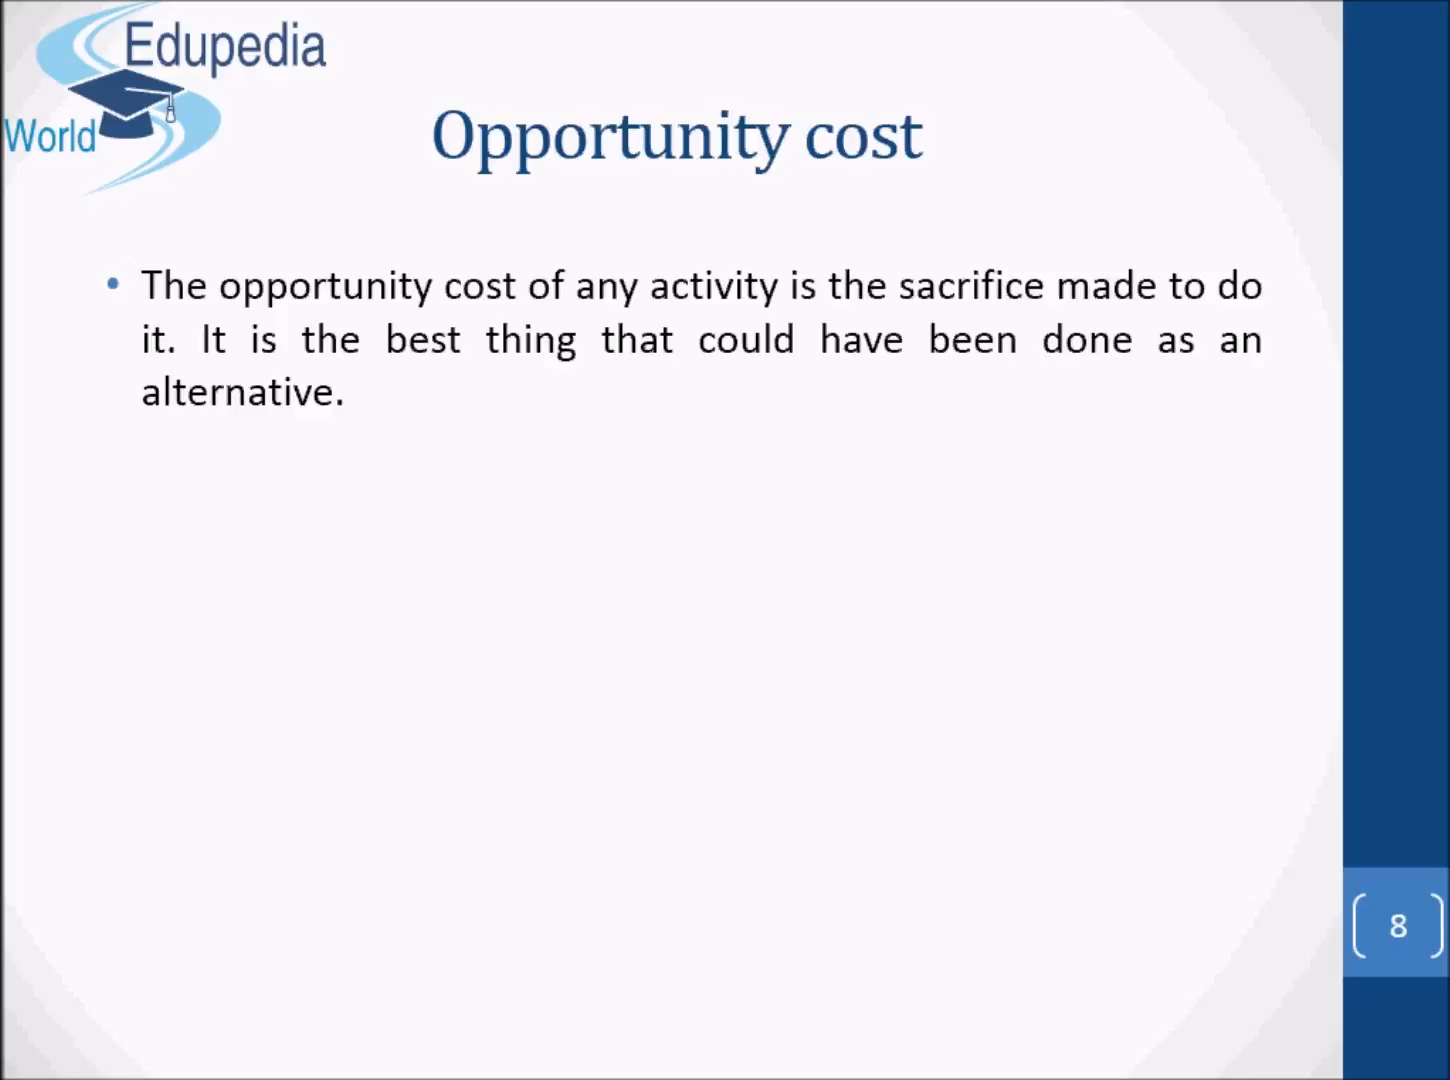 Edupedia
World
Opportunity cost
• The opportunity cost of any activity is the sacrifice made to do
it. It is the best thing that could have been done as an
alternative.
8